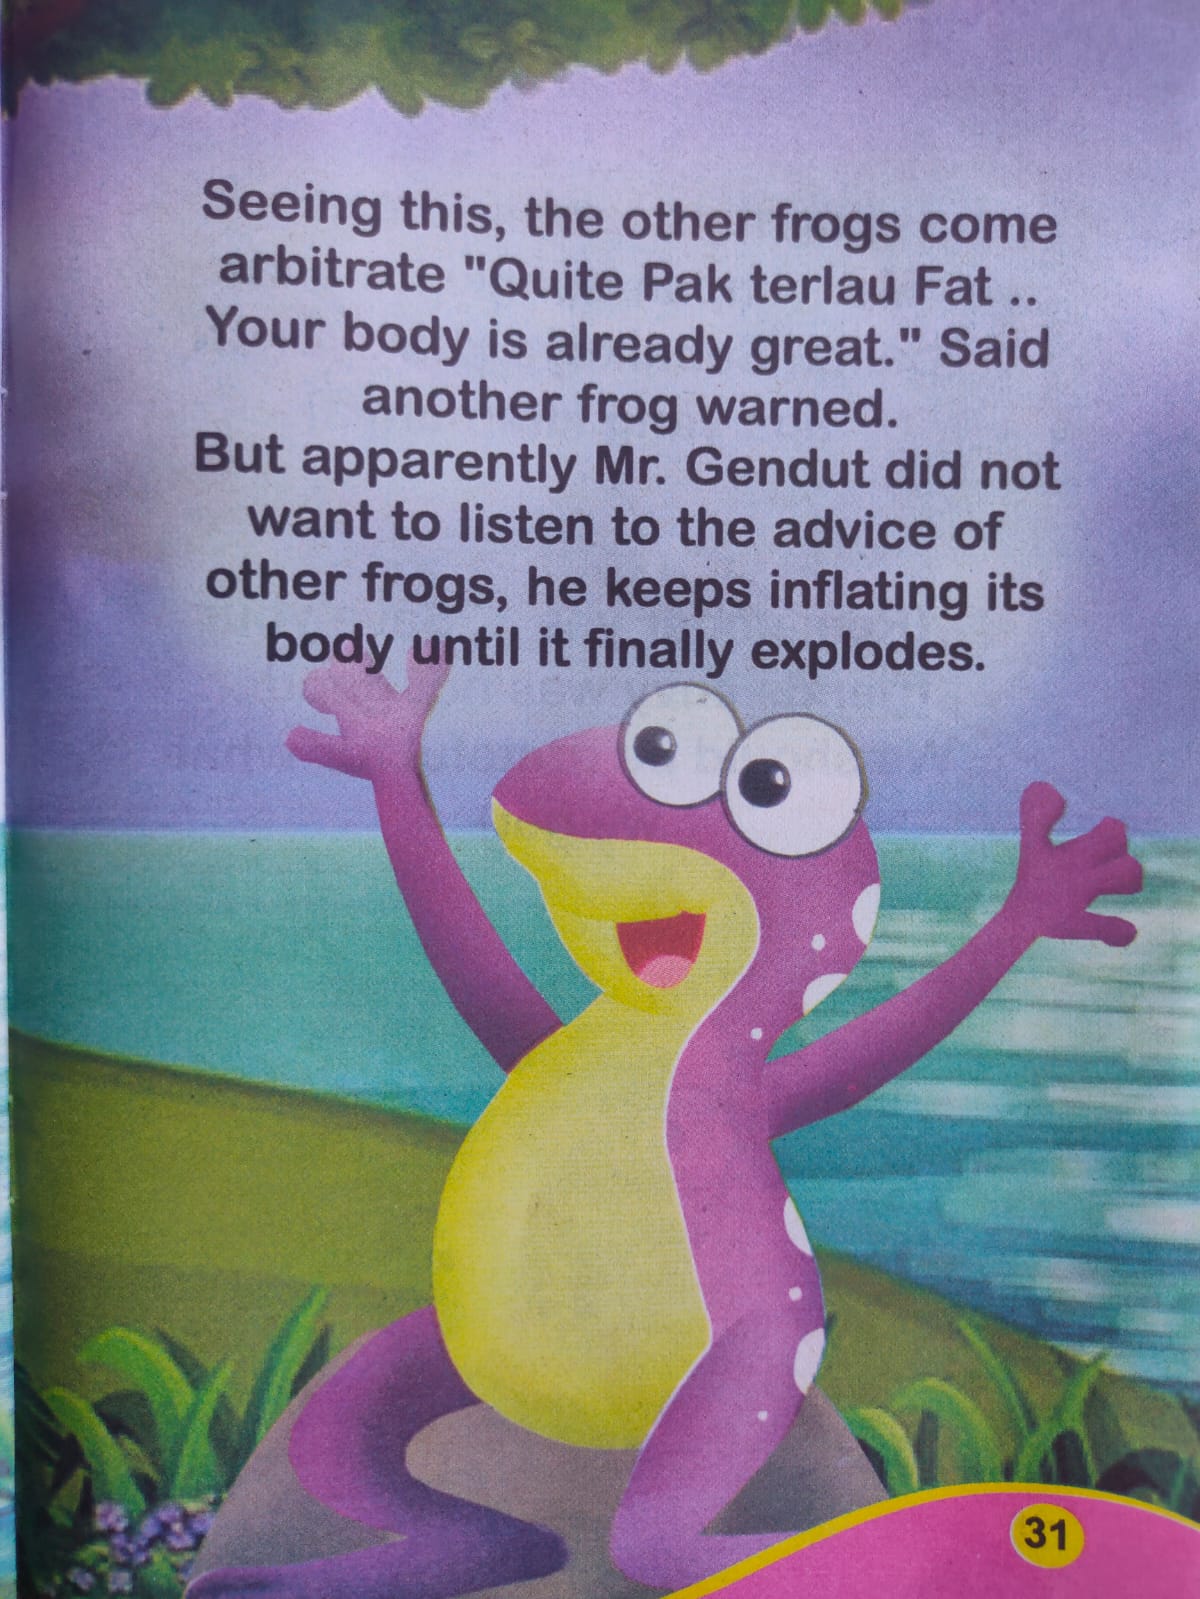 Seeing this, the other frogs come
arbitrate "Quite Pak terlau Fat ..
Your body is already great." Said
another frog warned.
But apparently Mr. Gendut did not
want to listen to the advice of
other frogs, he keeps inflating its
body until it finally explodes.
31